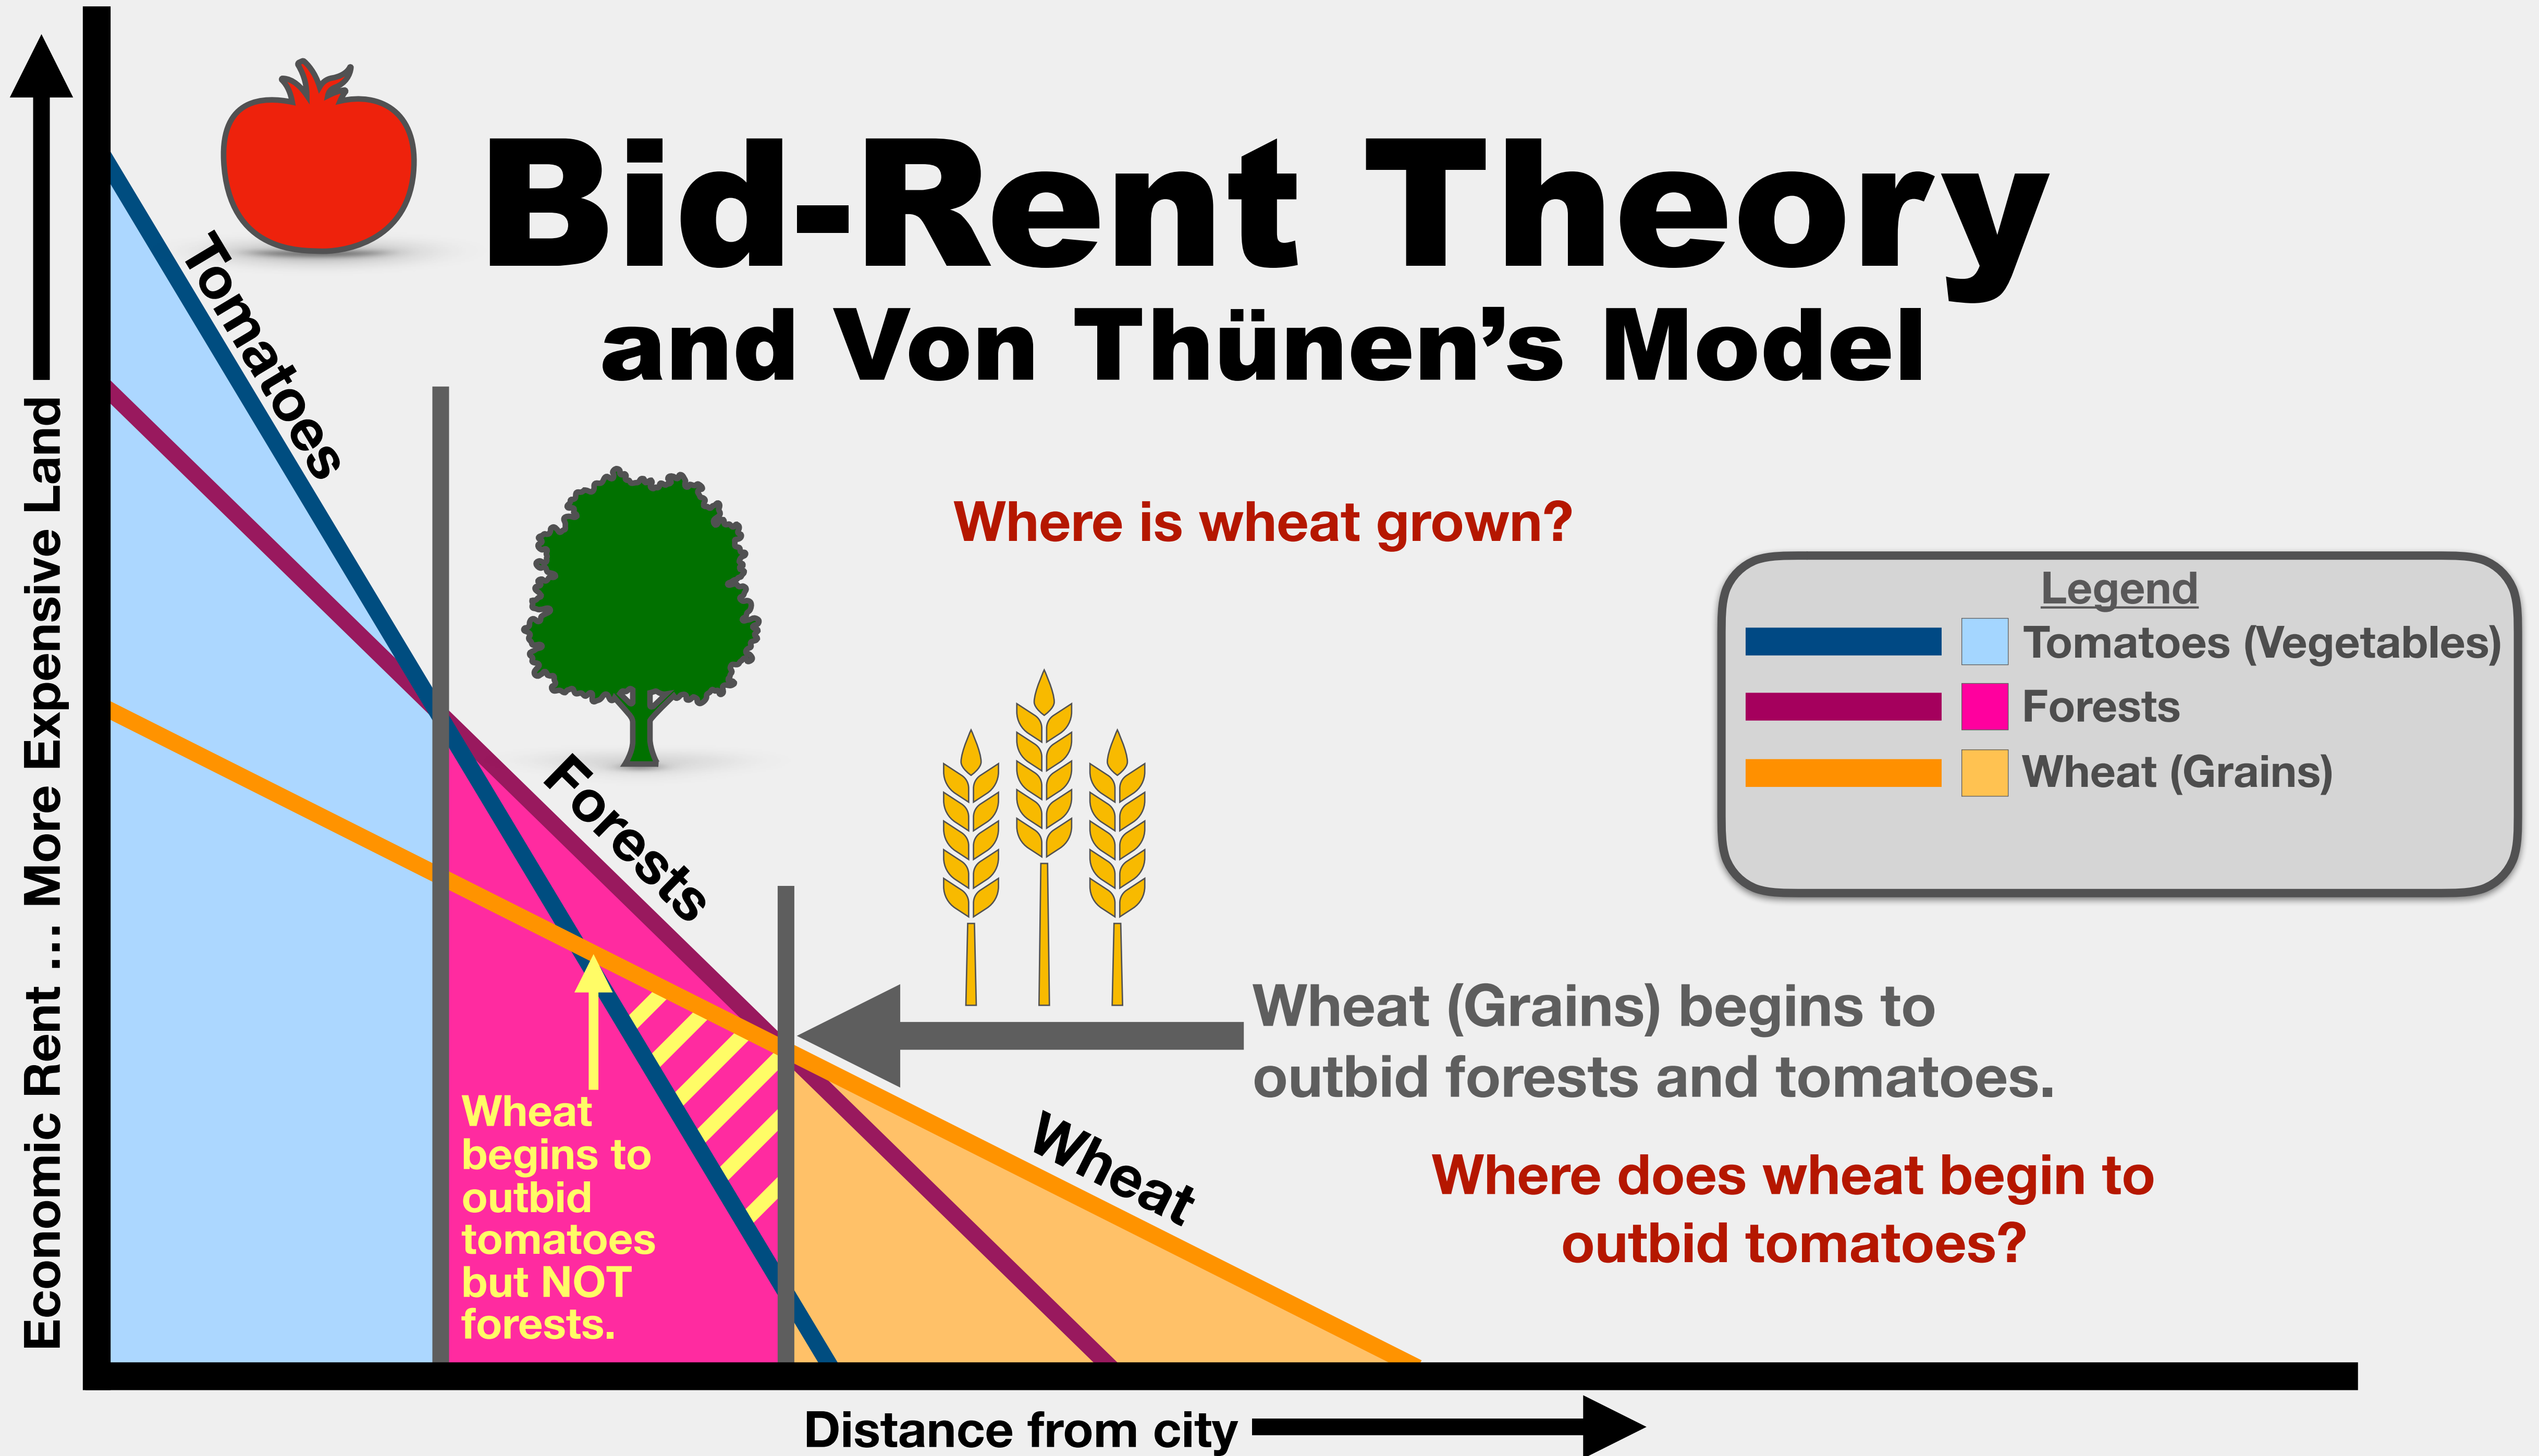 Bid-Rent Theory
and Von Thünen’s Model
Economic Rent ... More Expensive Land
Tomatoes
Where is wheat grown?
Legend
Tomatoes (Vegetables)
Forests
Wheat (Grains)
Forests
Wheat (Grains) begins to
outbid forests and tomatoes.
Wheat
begins to
outbid
tomatoes
but NOT
forests.
Wheat
Where does wheat begin to
outbid tomatoes?
Distance from city